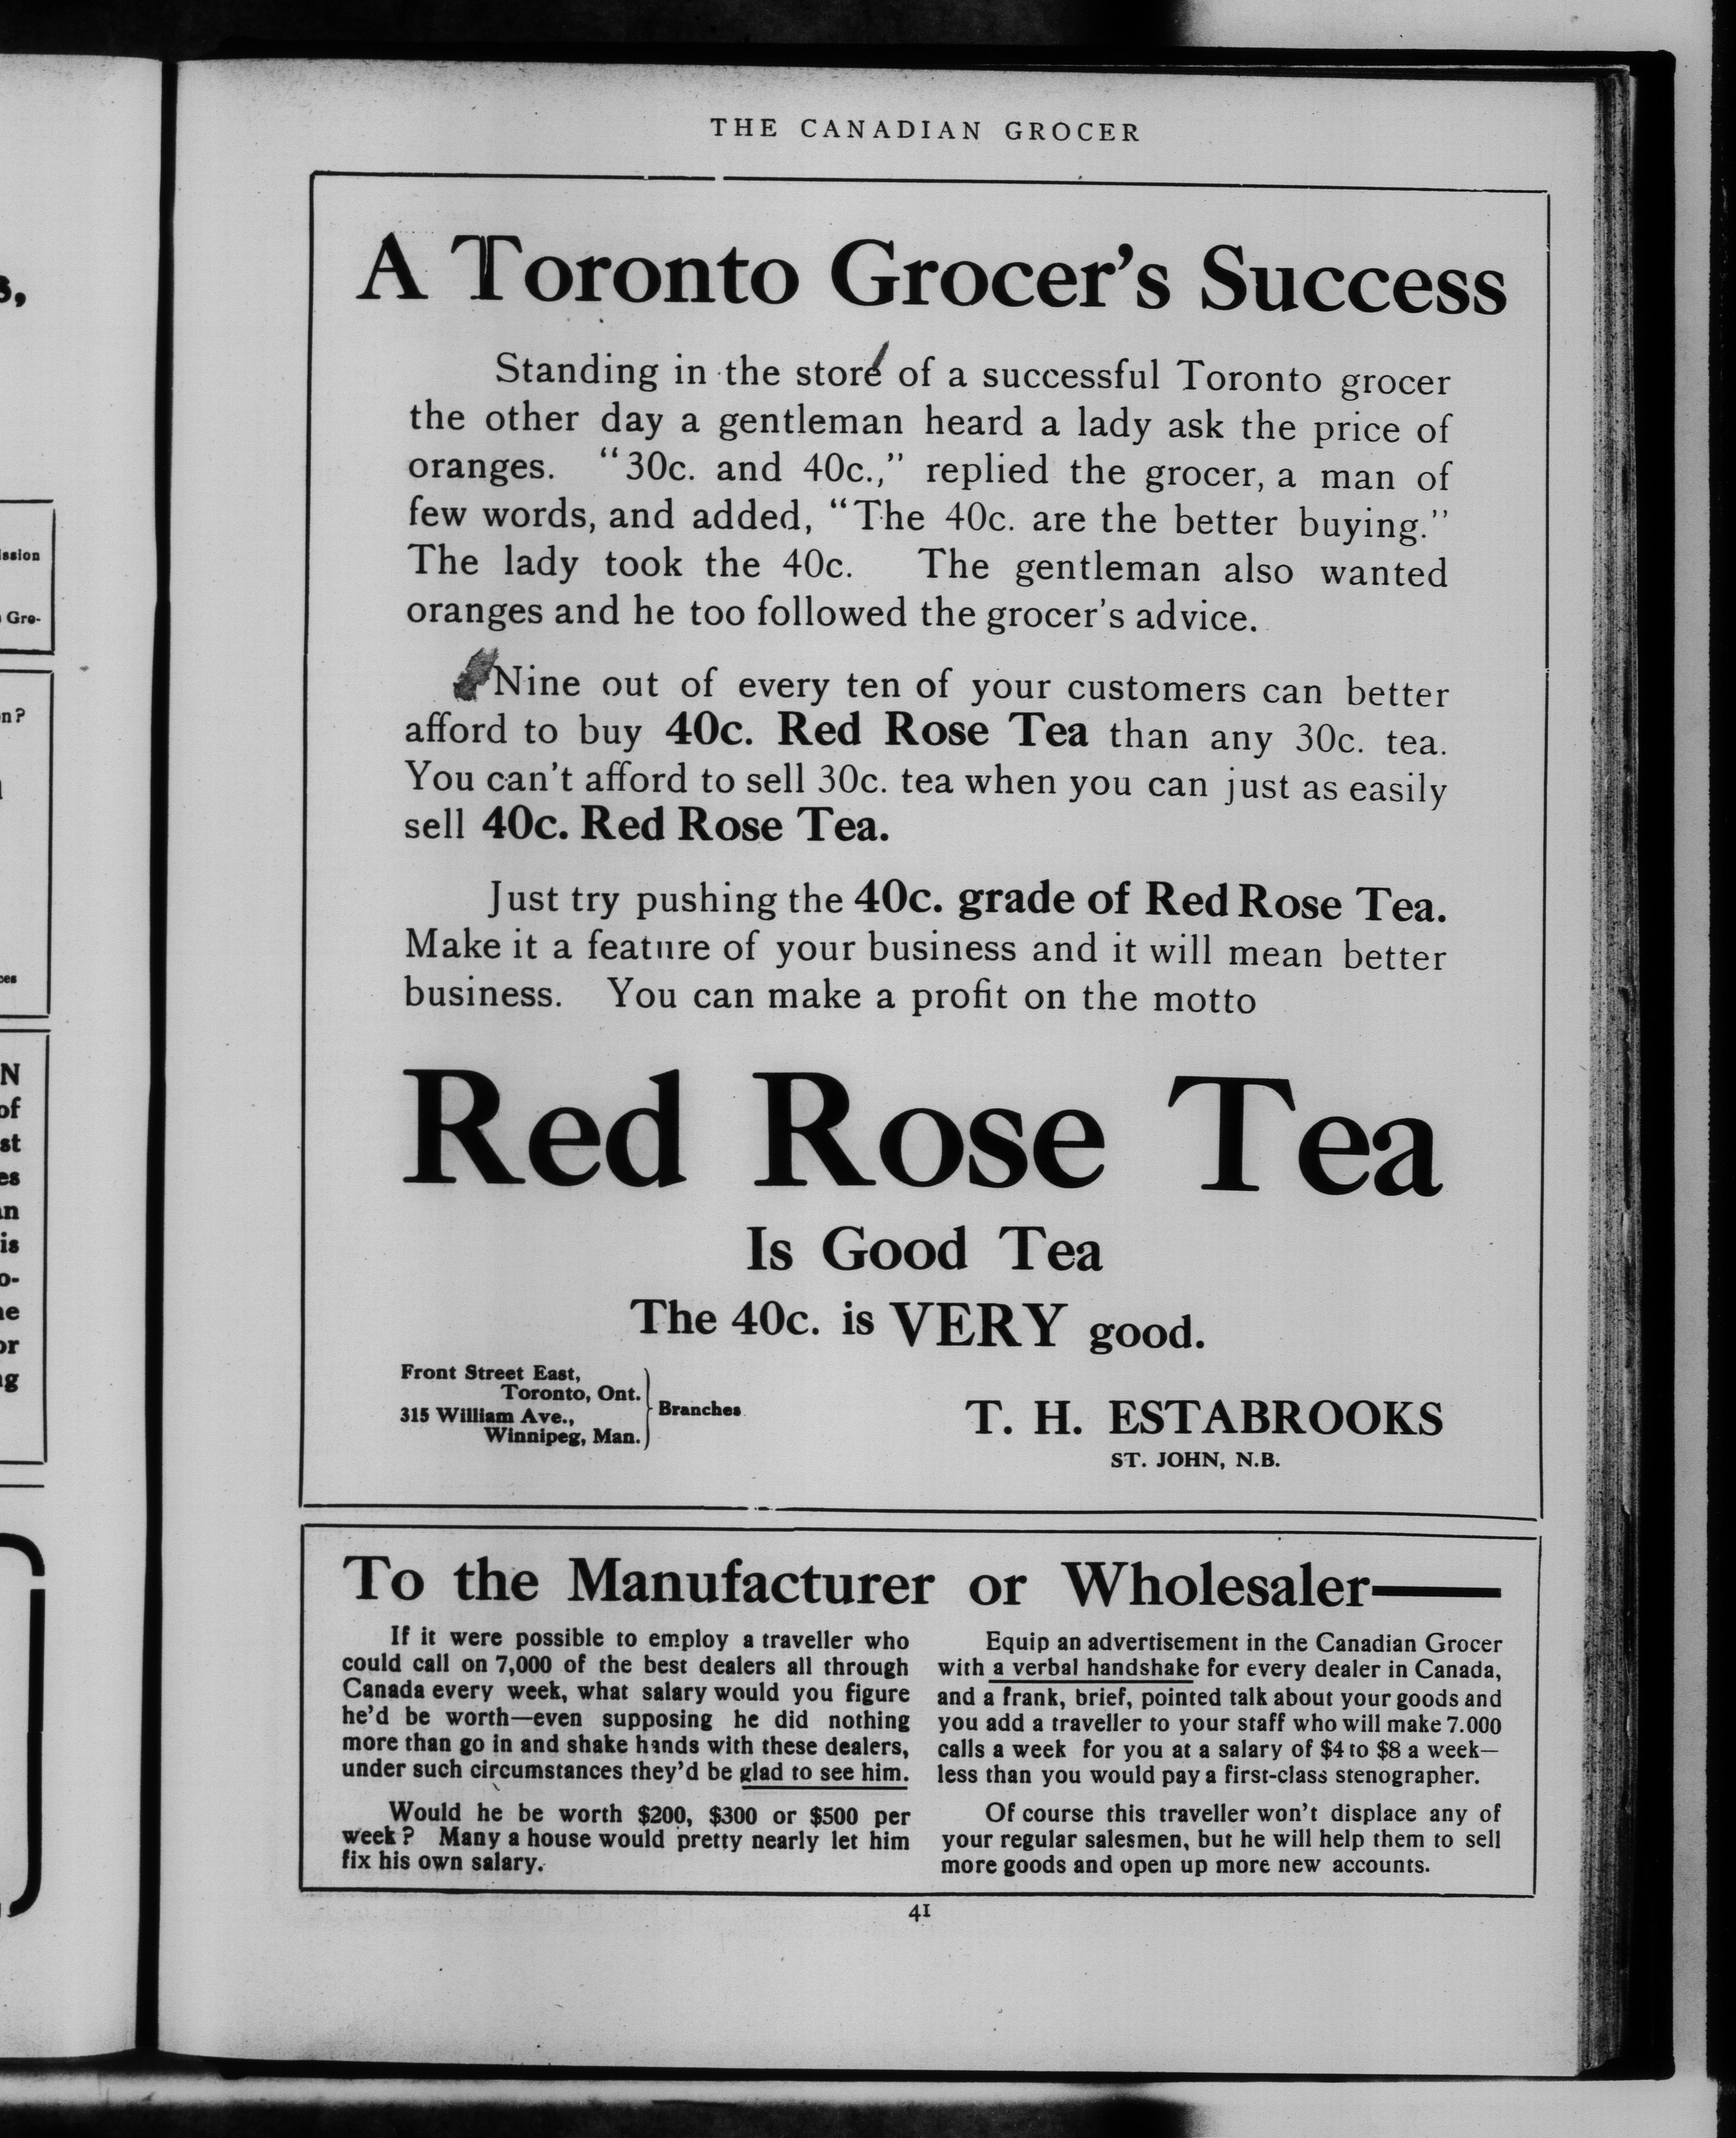 THE CANADIAN GROCER
A Toronto Grocer's Success
Standing in the store of a successful Toronto grocer
the other day a gentleman heard a lady ask the price of
oranges. "30c. and 40c.," replied the grocer, a man of
few words, and added, "The 40c. are the better buying."
The lady took the 40c. The gentleman also wanted
oranges and he too followed the grocer's advice.
Nine out of every ten of your customers can better
afford to buy 40c. Red Rose Tea than any 30c. tea.
You can't afford to sell 30c. tea when you can just as easily
sell 40c. Red Rose Tea.
Just try pushing the 40c. grade of Red Rose Tea.
Make it a feature of your business and it will mean better
business. You can make a profit on the motto
Red Rose Tea
Is Good Tea
The 40c. is VERY good.
Front Street East,
Toronto, Ont.
315 William Ave.,
Winnipeg, Man.
Branches
T. H. ESTABROOKS
ST. JOHN, N.B.
To the Manufacturer or Wholesaler——
If it were possible to employ a traveller who
could call on 7,000 of the best dealers all through
Canada every week, what salary would you figure
he'd be worth—even supposing he did nothing
more than go in and shake hands with these dealers,
under such circumstances they'd be glad to see him.
Would he be worth $200, $300 or $500 per
week? Many a house would pretty nearly let him
fix his own salary.
Equip an advertisement in the Canadian Grocer
with a verbal handshake for every dealer in Canada,
and a frank, brief, pointed talk about your goods and
you add a traveller to your staff who will make 7.000
calls a week for you at a salary of $4 to $8 a week—
less than you would pay a first-class stenographer.
Of course this traveller won't displace any of
your regular salesmen, but he will help them to sell
more goods and open up more new accounts.
41